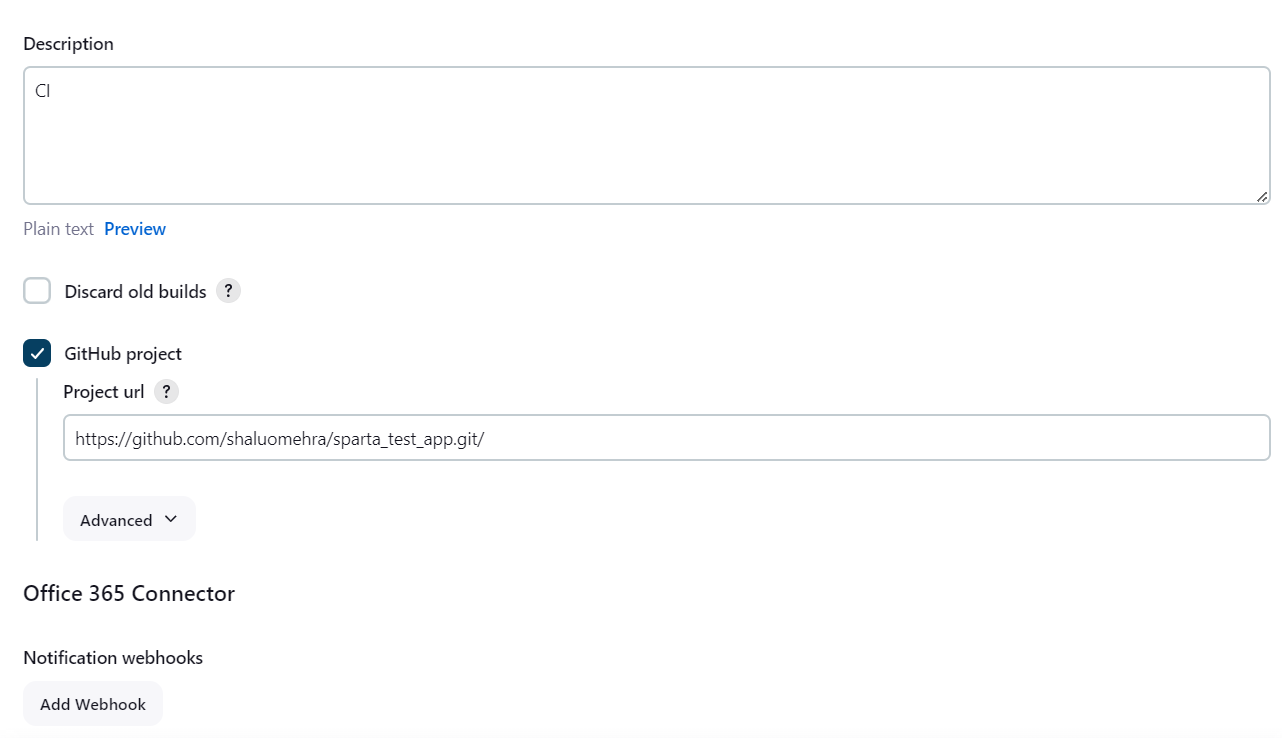 Description
CI
Plain text Preview
Discard old builds ?
GitHub project
Project url ?
https://github.com/shaluomehra/sparta_test_app.git/
Advanced
Office 365 Connector
Notification webhooks
Add Webhook